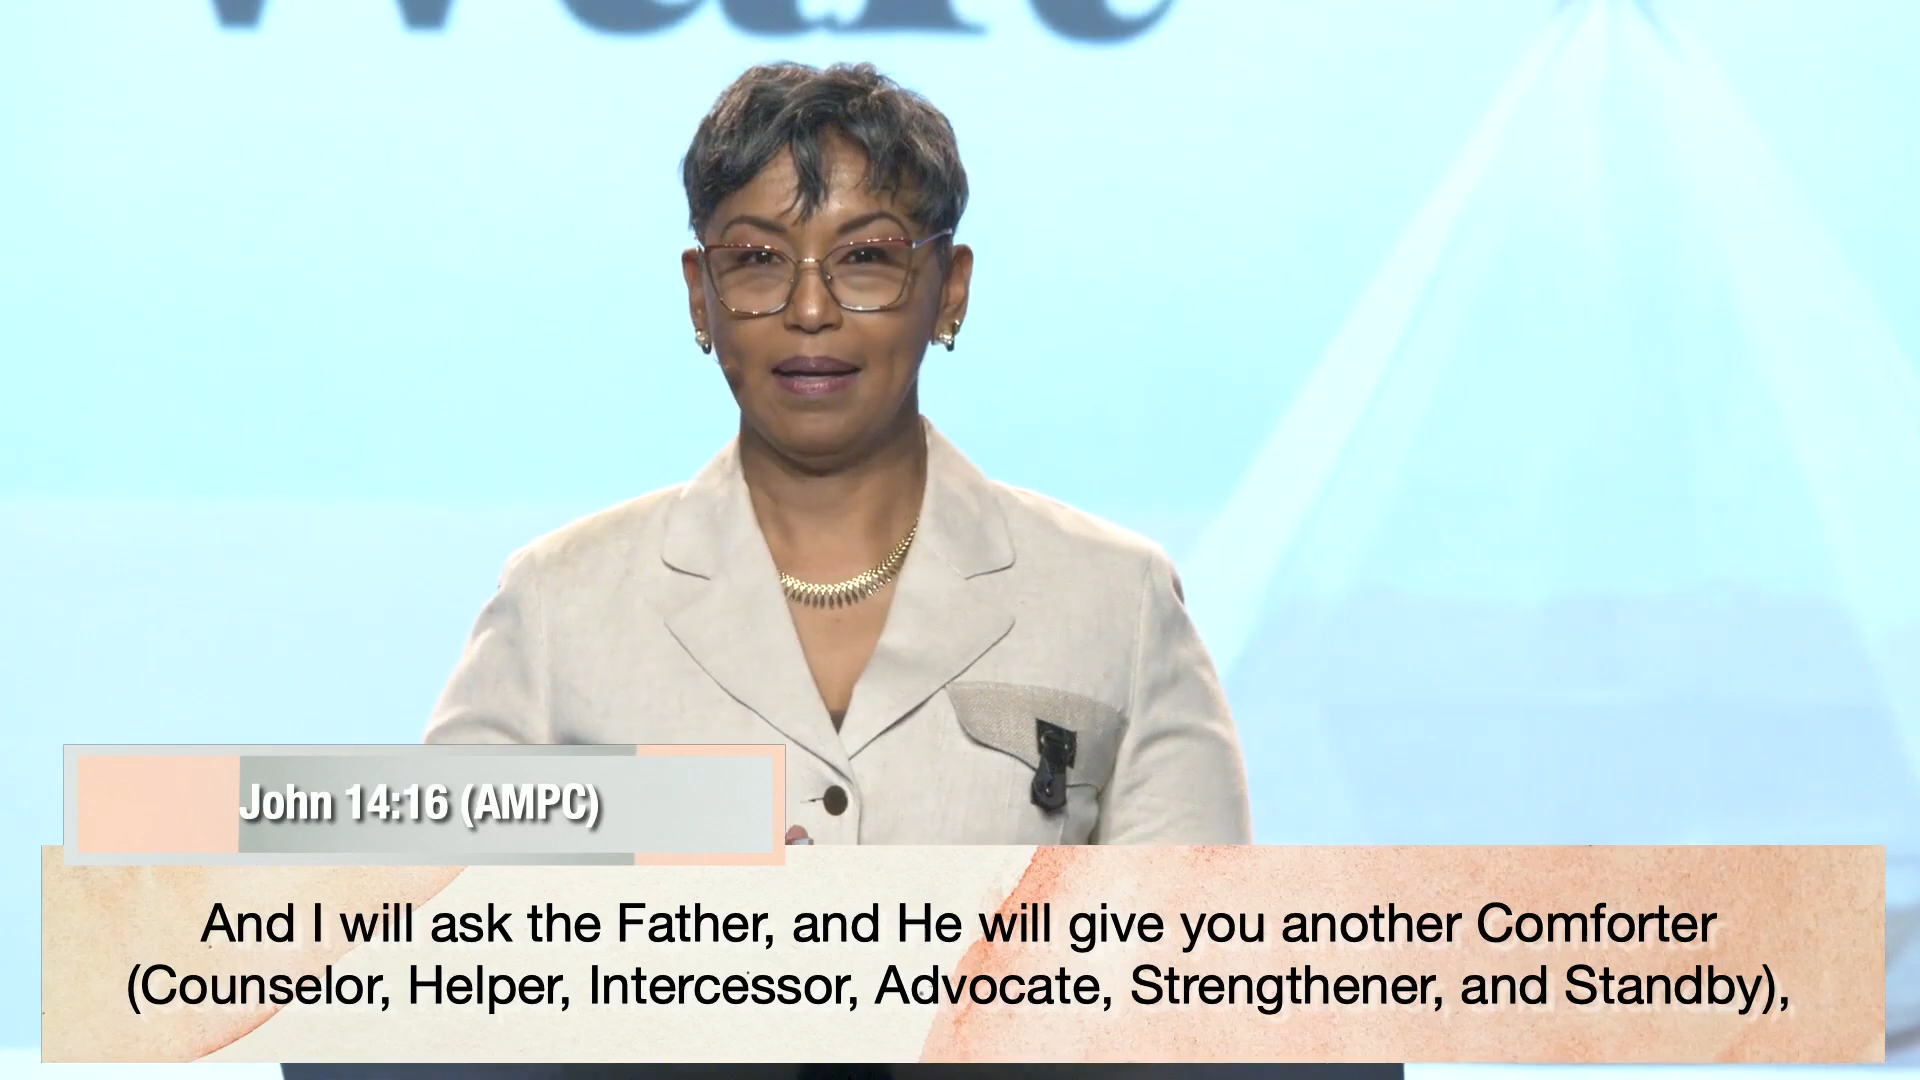 John 14:16 (AMPC)
And I will ask the Father, and He will give you another Comforter
(Counselor, Helper, Intercessor, Advocate, Strengthener, and Standby),